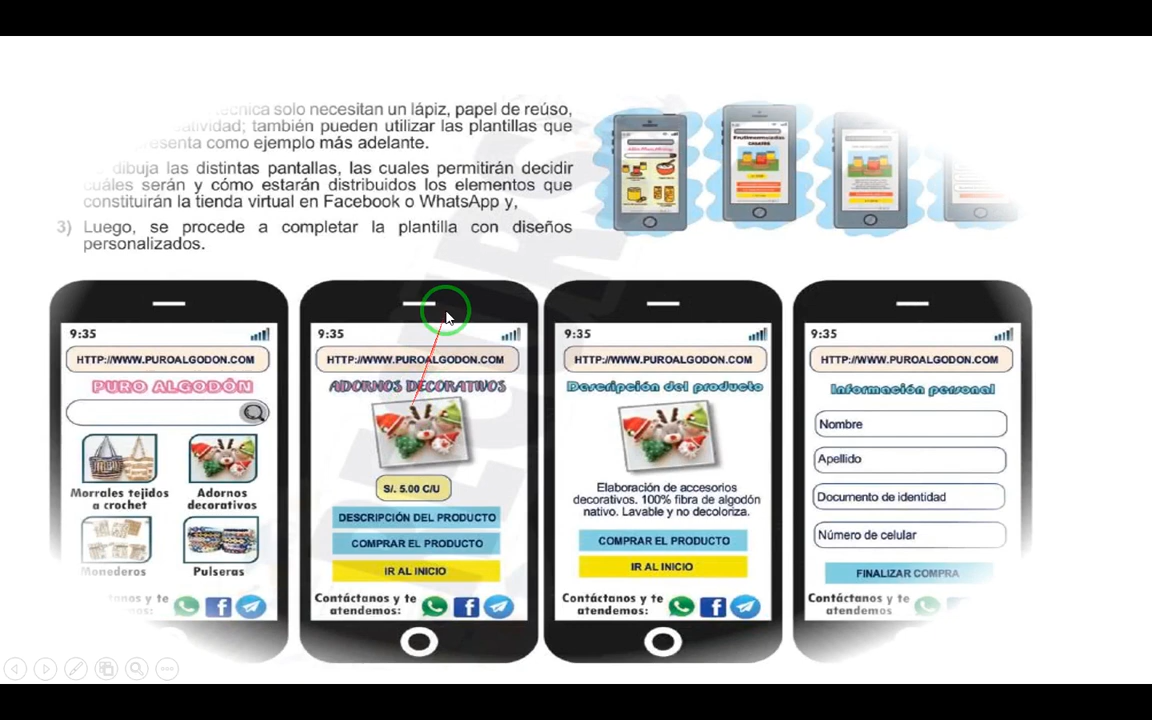 técnica solo necesitan un lápiz, papel de reúso,
creatividad; también pueden utilizar las plantillas que
presenta como ejemplo más adelante.
dibuja las distintas pantallas, las cuales permitirán decidir
cuáles serán y cómo estarán distribuidos los elementos que
constituirán la tienda virtual en Facebook o WhatsApp y,
3) Luego, se procede a completar la plantilla con diseños
personalizados.
9:35
HTTP://WWW.PUROALGODON.COM
PURO ALGODÓN
Morrales tejidos
a crochet
Adornos
decorativos
Monederos
Pulseras
Contáctanos y te
atendemos:
9:35
HTTP://WWW.PUROALGODON.COM
ADORNOS DECORATIVOS
S/. 5.00 C/U
DESCRIPCIÓN DEL PRODUCTO
COMPRAR EL PRODUCTO
IR AL INICIO
Contáctanos y te
atendemos:
9:35
HTTP://WWW.PUROALGODON.COM
Descripción del producto
Elaboración de accesorios
decorativos. 100% fibra de algodón
nativo. Lavable y no decoloriza.
COMPRAR EL PRODUCTO
IR AL INICIO
Contáctanos y te
atendemos:
9:35
HTTP://WWW.PUROALGODON.COM
Información personal
Nombre
Apellido
Documento de identidad
Número de celular
FINALIZAR COMPRA
Contáctanos y te
atendemos